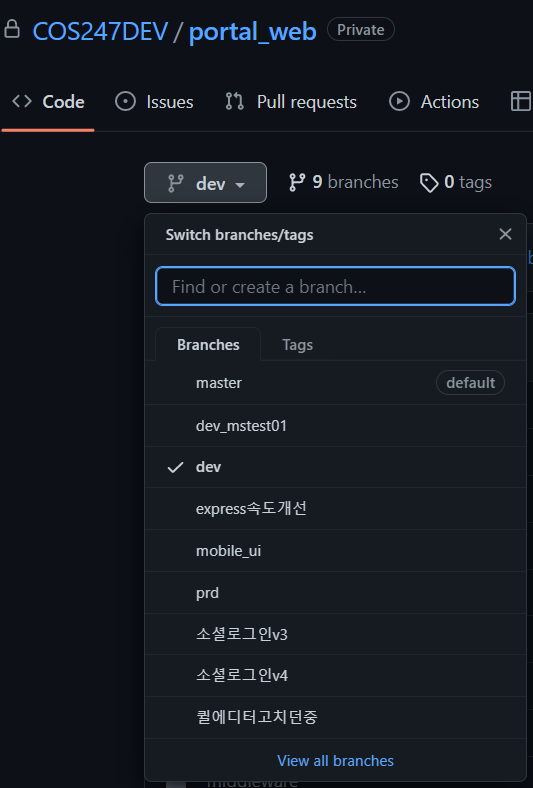 COS247DEV / portal_web Private
Code Issues Pull requests Actions
dev 9 branches 0 tags
Switch branches/tags
Find or create a branch...
Branches Tags
master default
dev_mstest01
dev
express속도개선
mobile_ui
prd
소셜로그인v3
소셜로그인v4
퀼에디터고치던중
View all branches
middleware